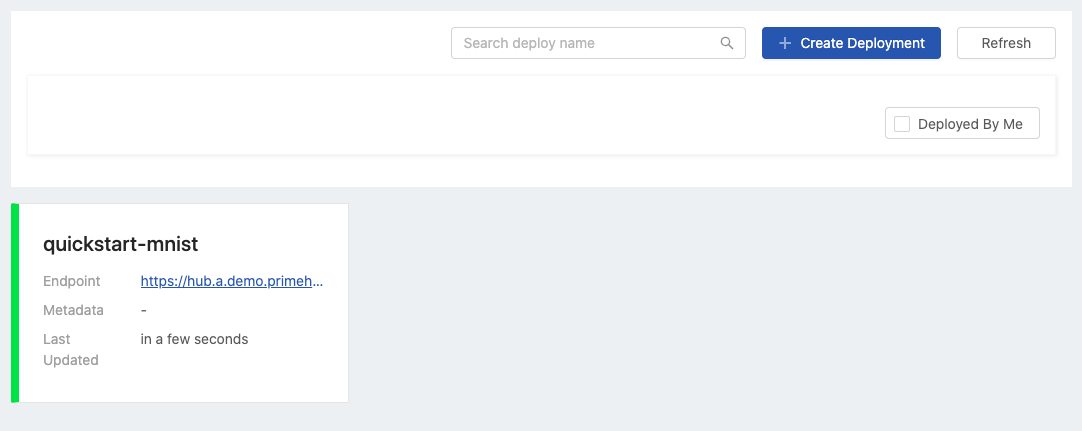 Search deploy name
Create Deployment
Refresh
Deployed By Me
quickstart-mnist
Endpoint https://hub.a.demo.primeh...
Metadata -
Last in a few seconds
Updated